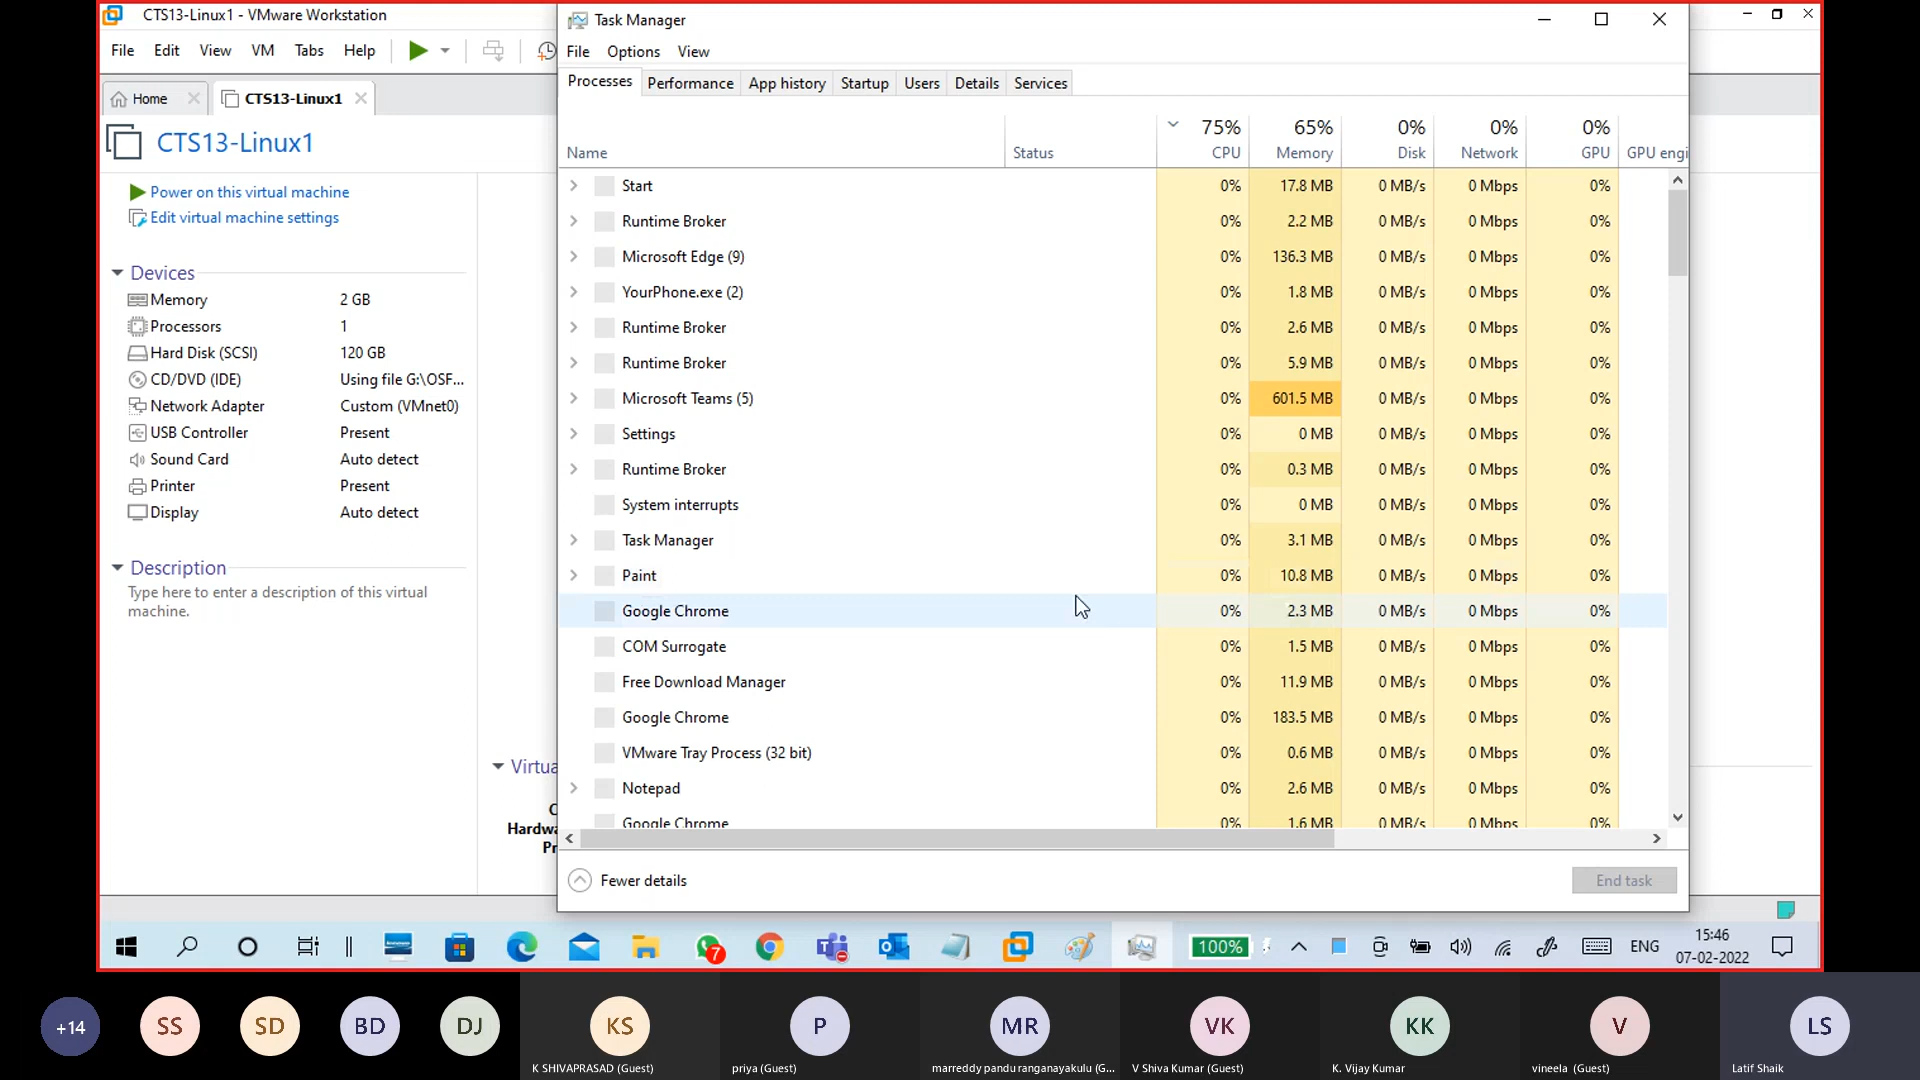 CTS13-Linux1 - VMware Workstation
File Edit View VM Tabs Help
Home
CTS13-Linux1
CTS13-Linux1
Power on this virtual machine
Edit virtual machine settings
Devices
Memory 2 GB
Processors 1
Hard Disk (SCSI) 120 GB
CD/DVD (IDE) Using file G:\OSF...
Network Adapter Custom (VMnet0)
USB Controller Present
Sound Card Auto detect
Printer Present
Display Auto detect
Description
Type here to enter a description of this virtual
machine.
Virtua
Hardwa
Task Manager
File Options View
Processes Performance App history Startup Users Details Services
75% 65% 0% 0% 0%
Name Status CPU Memory Disk Network GPU GPU engi
Start 0% 17.8 MB 0 MB/s 0 Mbps 0%
Runtime Broker 0% 2.2 MB 0 MB/s 0 Mbps 0%
Microsoft Edge (9) 0% 136.3 MB 0 MB/s 0 Mbps 0%
YourPhone.exe (2) 0% 1.8 MB 0 MB/s 0 Mbps 0%
Runtime Broker 0% 2.6 MB 0 MB/s 0 Mbps 0%
Runtime Broker 0% 5.9 MB 0 MB/s 0 Mbps 0%
Microsoft Teams (5) 0% 601.5 MB 0 MB/s 0 Mbps 0%
Settings 0% 0 MB 0 MB/s 0 Mbps 0%
Runtime Broker 0% 0.3 MB 0 MB/s 0 Mbps 0%
System interrupts 0% 0 MB 0 MB/s 0 Mbps 0%
Task Manager 0% 3.1 MB 0 MB/s 0 Mbps 0%
Paint 0% 10.8 MB 0 MB/s 0 Mbps 0%
Google Chrome 0% 2.3 MB 0 MB/s 0 Mbps 0%
COM Surrogate 0% 1.5 MB 0 MB/s 0 Mbps 0%
Free Download Manager 0% 11.9 MB 0 MB/s 0 Mbps 0%
Google Chrome 0% 183.5 MB 0 MB/s 0 Mbps 0%
VMware Tray Process (32 bit) 0% 0.6 MB 0 MB/s 0 Mbps 0%
Notepad 0% 2.6 MB 0 MB/s 0 Mbps 0%
Google Chrome 0% 1.6 MB 0 MB/s 0 Mbps 0%
Fewer details End task
7
100%
ENG
15:46
07-02-2022
+14 SS SD BD DJ KS P MR VK KK V LS
K SHIVAPRASAD (Guest) priya (Guest) marreddy pandu ranganayakulu (G... V Shiva Kumar (Guest) K. Vijay Kumar vineela (Guest) Latif Shaik